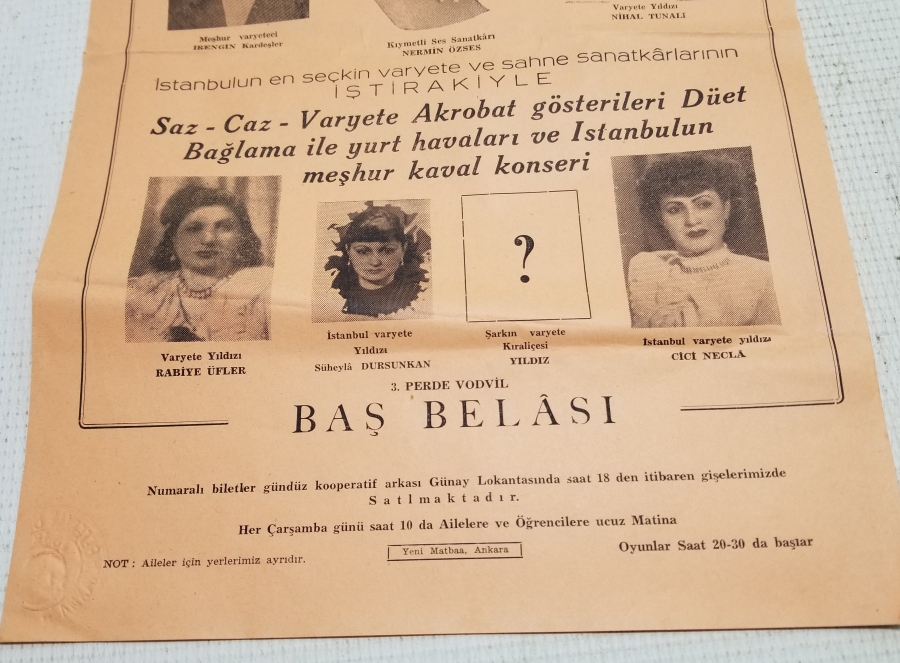 Meşhur varyeteci
İRENGİN Kardeşler
Kıymetli Ses Sanatkârı
NERMİN ÖZSES
Varyete Yıldızı
NİHAL TUNALI
İstanbulun en seçkin varyete ve sahne sanatkârlarının
İŞTİRAKİYLE
Saz - Caz - Varyete Akrobat gösterileri Düet
Bağlama ile yurt havaları ve Istanbulun
meşhur kaval konseri
?
Varyete Yıldızı
RABİYE ÜFLER
İstanbul varyete
Yıldızı
Süheylâ DURSUNKAN
Şarkın varyete
Kıraliçesi
YILDIZ
İstanbul varyete yıldızı
CİCİ NECLÂ
3. PERDE VODVİL
BAŞ BELÂSI
Numaralı biletler gündüz kooperatif arkası Günay Lokantasında saat 18 den itibaren gişelerimizde
Satlmaktadır.
Her Çarşamba günü saat 10 da Ailelere ve Öğrencilere ucuz Matina
NOT : Aileler için yerlerimiz ayrıdır.
Yeni Matbaa, Ankara
Oyunlar Saat 20-30 da başlar